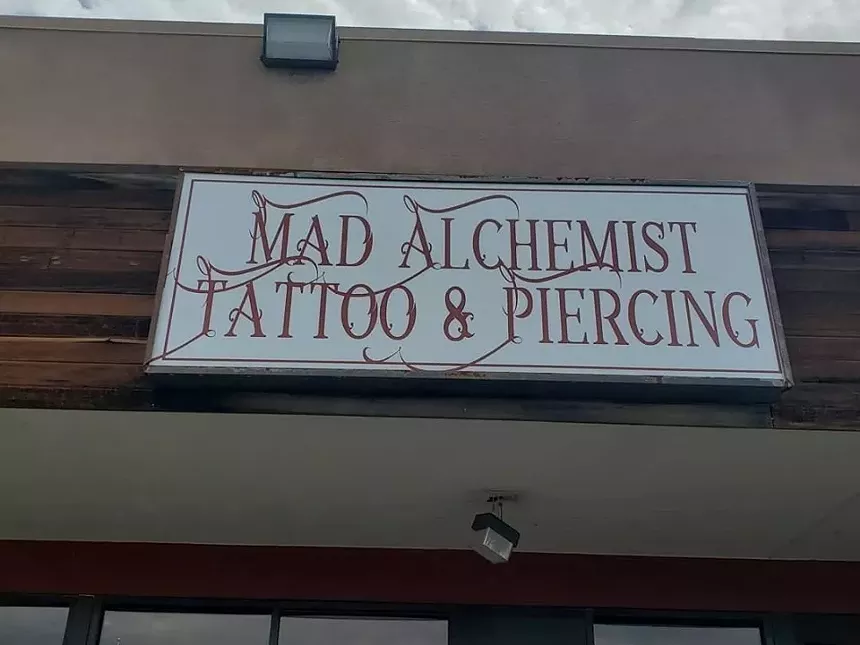 MAD ALCHEMIST
TATTOO & PIERCING